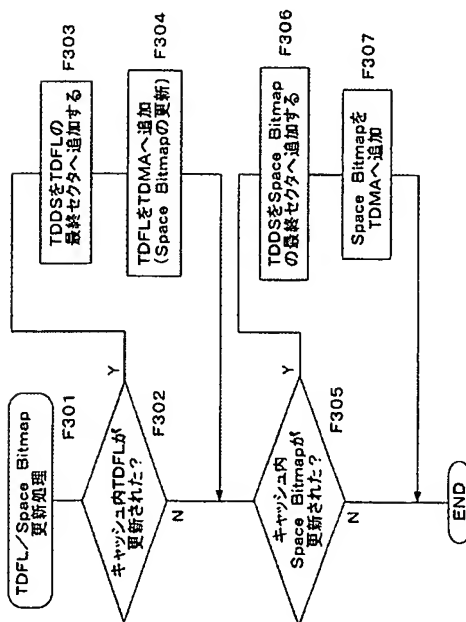 TDFL/Space Bitmap
更新処理
F301
キャッシュ内TDFLが
更新された?
F302
Y
N
TDDSをTDFLの
最終セクタへ追加する
F303
TDFLをTDMAへ追加
(Space Bitmapの更新)
F304
キャッシュ内
Space Bitmapが
更新された?
F305
Y
N
TDDSをSpace Bitmap
の最終セクタへ追加する
F306
Space Bitmapを
TDMAへ追加
F307
END